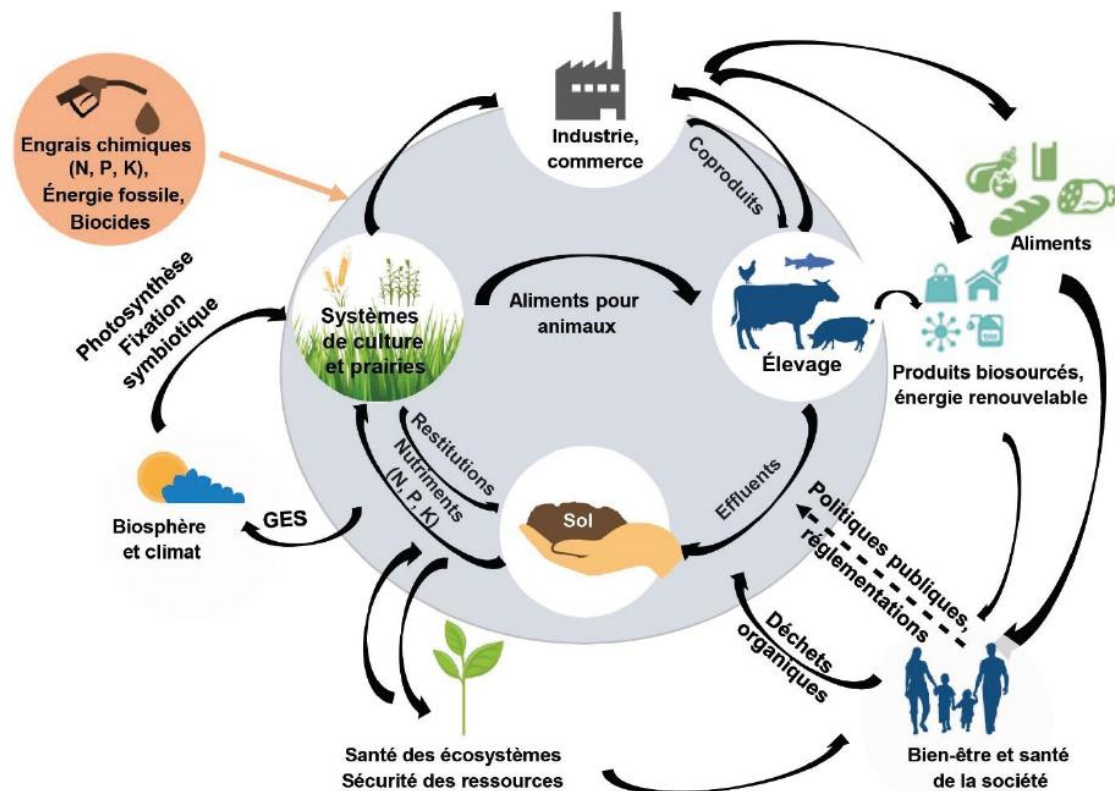 Engrais chimiques
(N, P, K),
Énergie fossile,
Biocides
Industrie,
commerce
Coproduits
Aliments
Photosynthèse
Fixation
symbiotique
Systèmes
de culture
et prairies
Aliments pour
animaux
Élevage
Produits biosourcés,
énergie renouvelable
Restitutions
Nutriments
(N, P, K)
Sol
Effluents
Politiques publiques,
réglementations
Biosphère
et climat
GES
Déchets
organiques
Santé des écosystèmes
Sécurité des ressources
Bien-être et santé
de la société